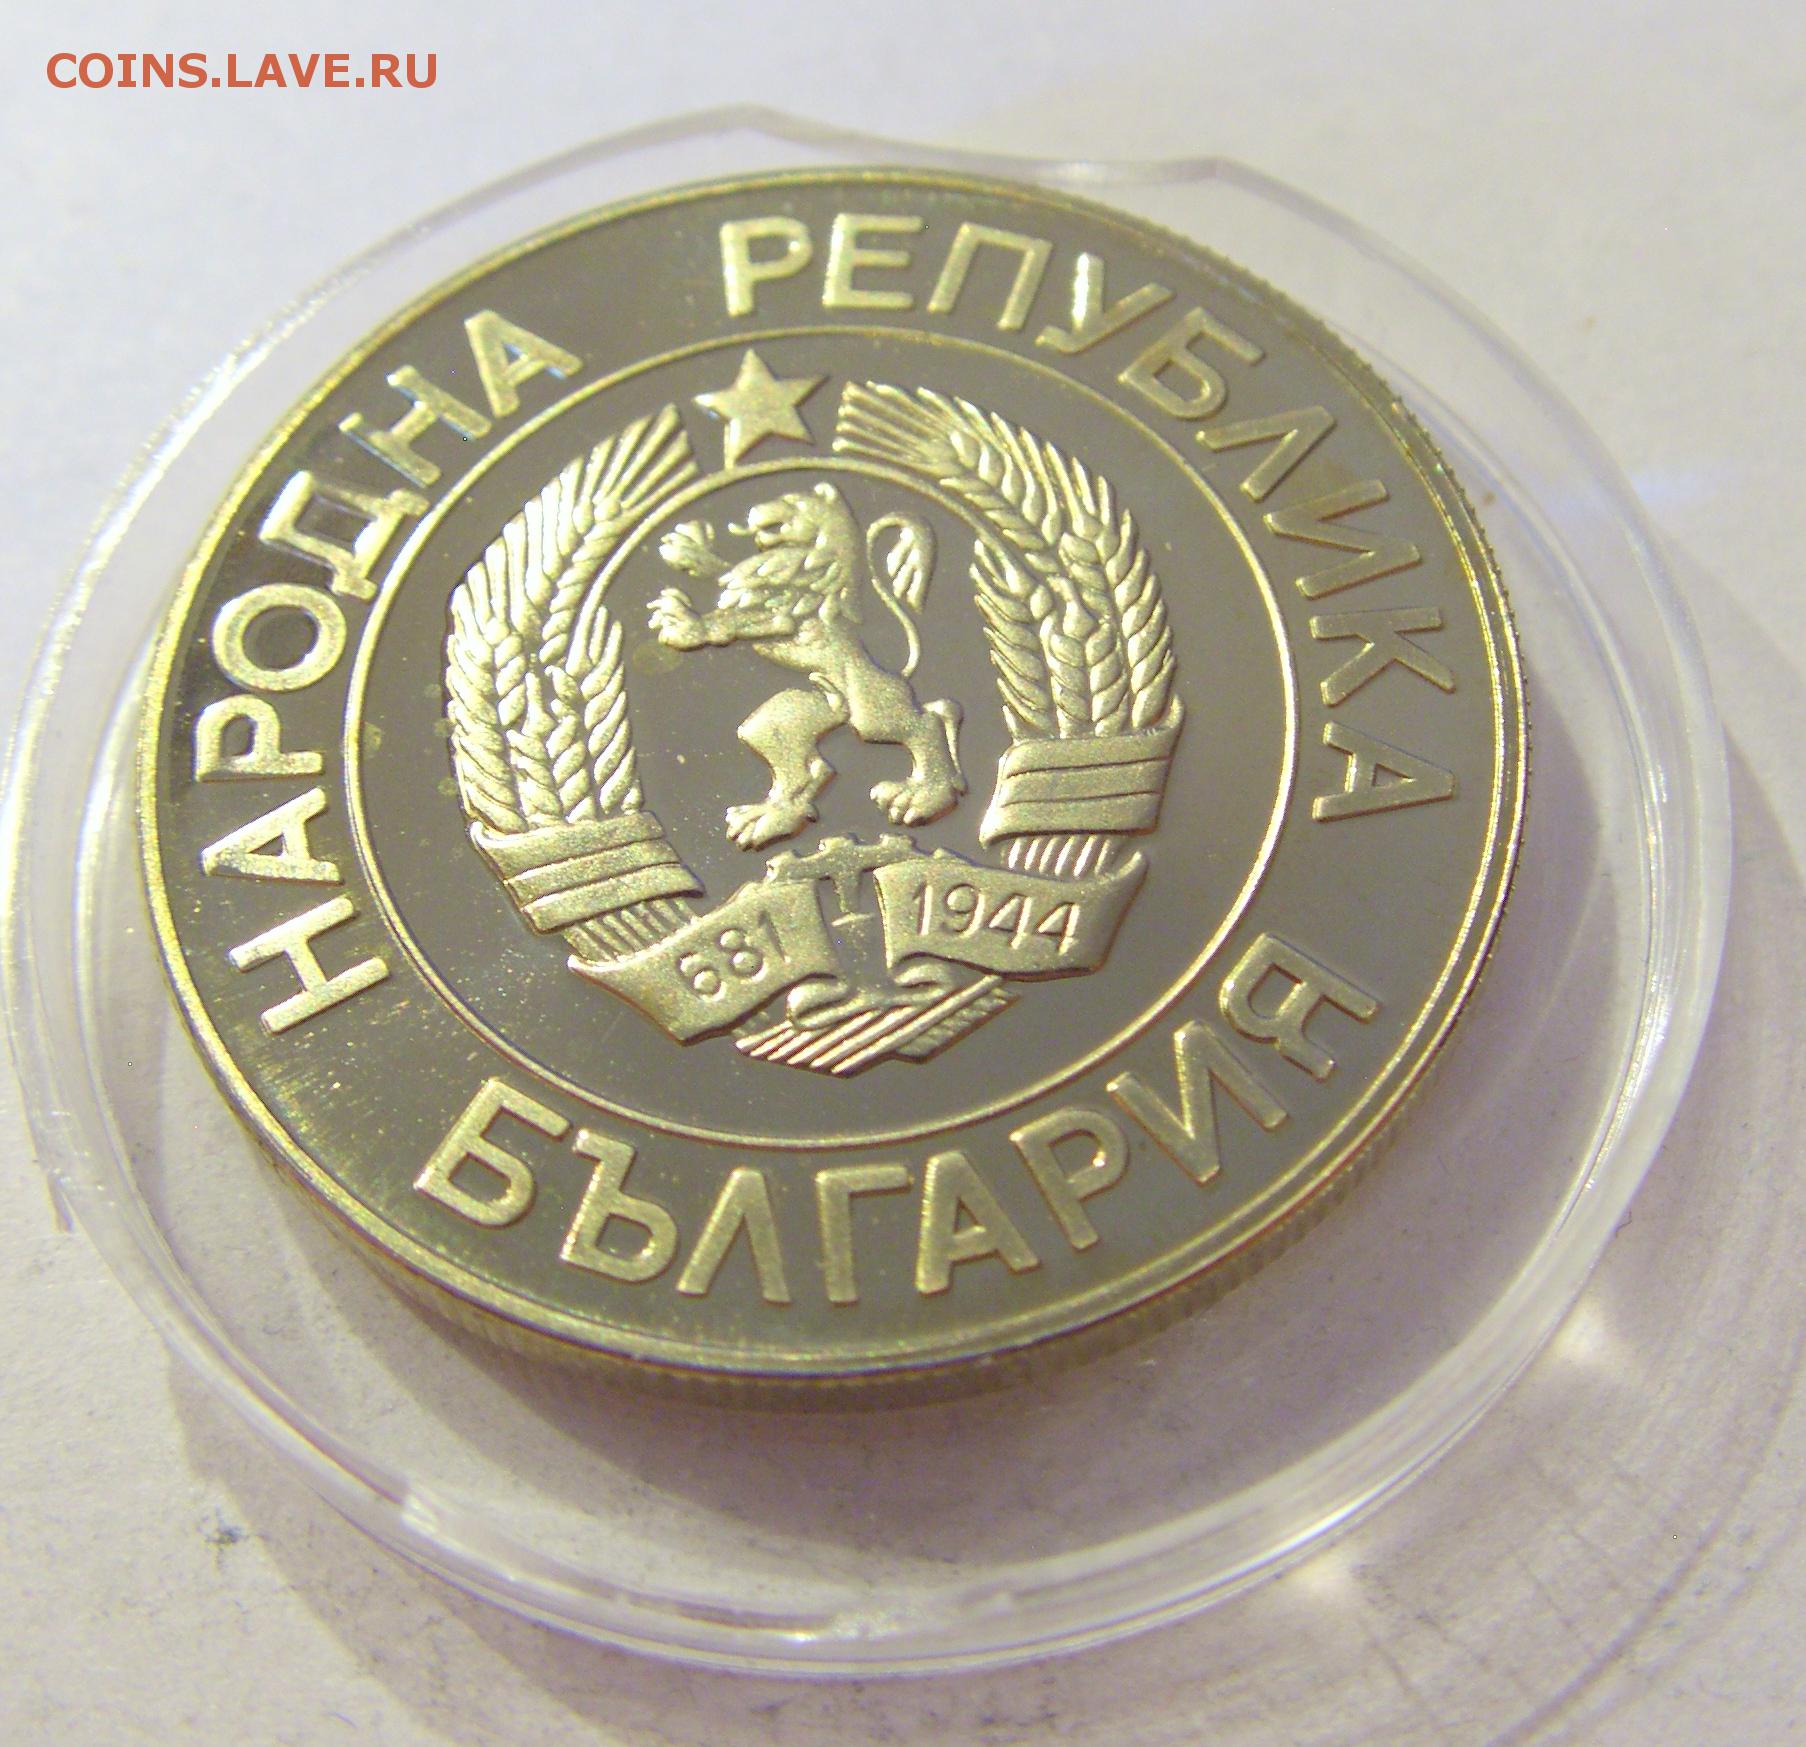 COINS.LAVE.RU
НАРОДНА РЕПУБЛИКА
БЪЛГАРИЯ
681 1944